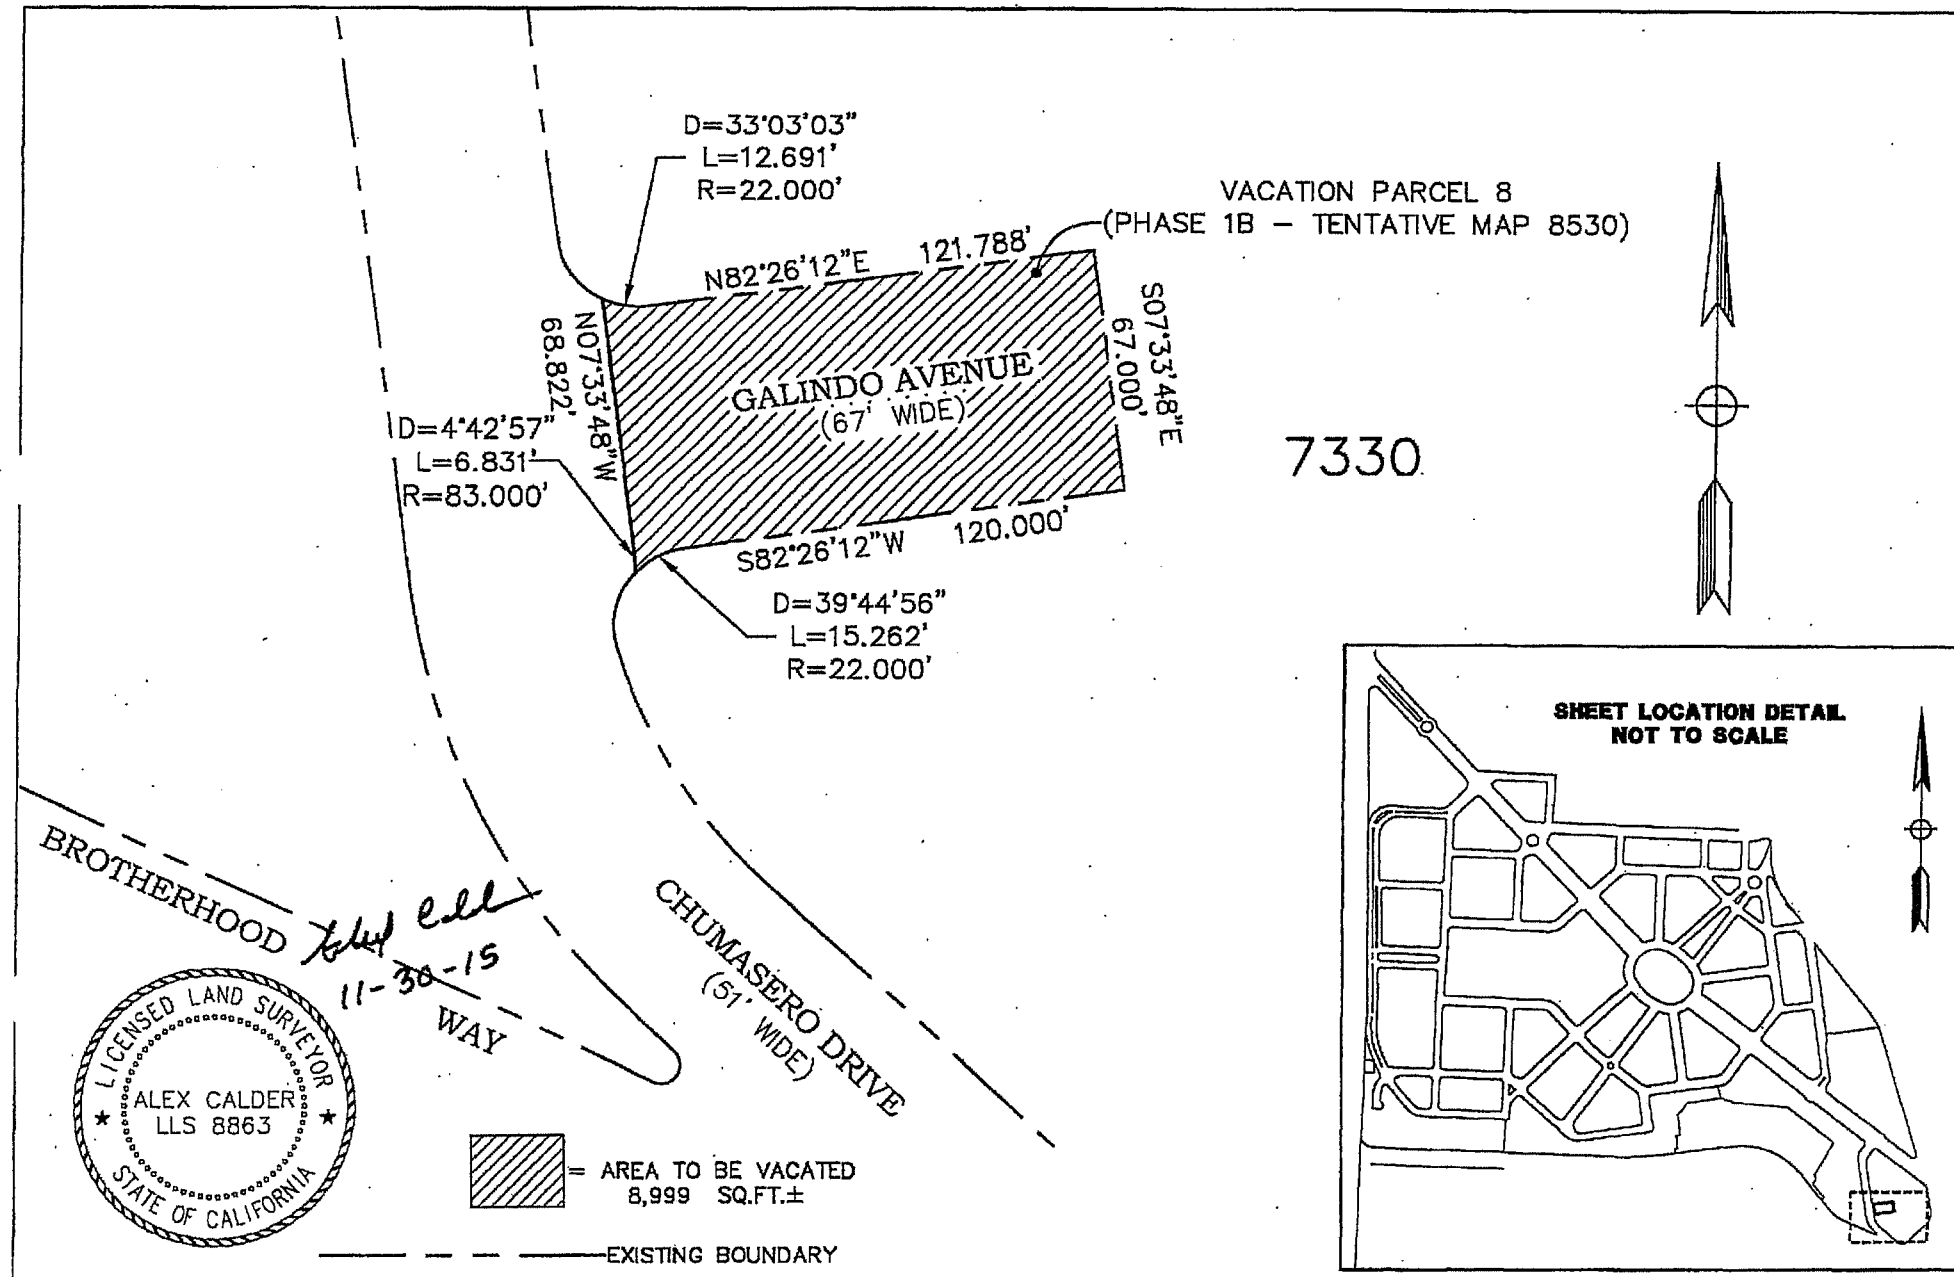 D=33°03'03"
L=12.691'
R=22.000'
VACATION PARCEL 8
(PHASE 1B – TENTATIVE MAP 8530)
N82°26'12"E 121.788'
N07°33'48"W
68.822'
S07°33'48"E
67.000'
GALINDO AVENUE
(67' WIDE)
7330
D=4°42'57"
L=6.831'
R=83.000'
S82°26'12"W 120.000'
D=39°44'56"
L=15.262'
R=22.000'
SHEET LOCATION DETAIL
NOT TO SCALE
BROTHERHOOD
WAY
11-30-15
CHUMASERO DRIVE
(51' WIDE)
LICENSED LAND SURVEYOR
ALEX CALDER
LLS 8863
STATE OF CALIFORNIA
= AREA TO BE VACATED
8,999 SQ.FT.±
EXISTING BOUNDARY